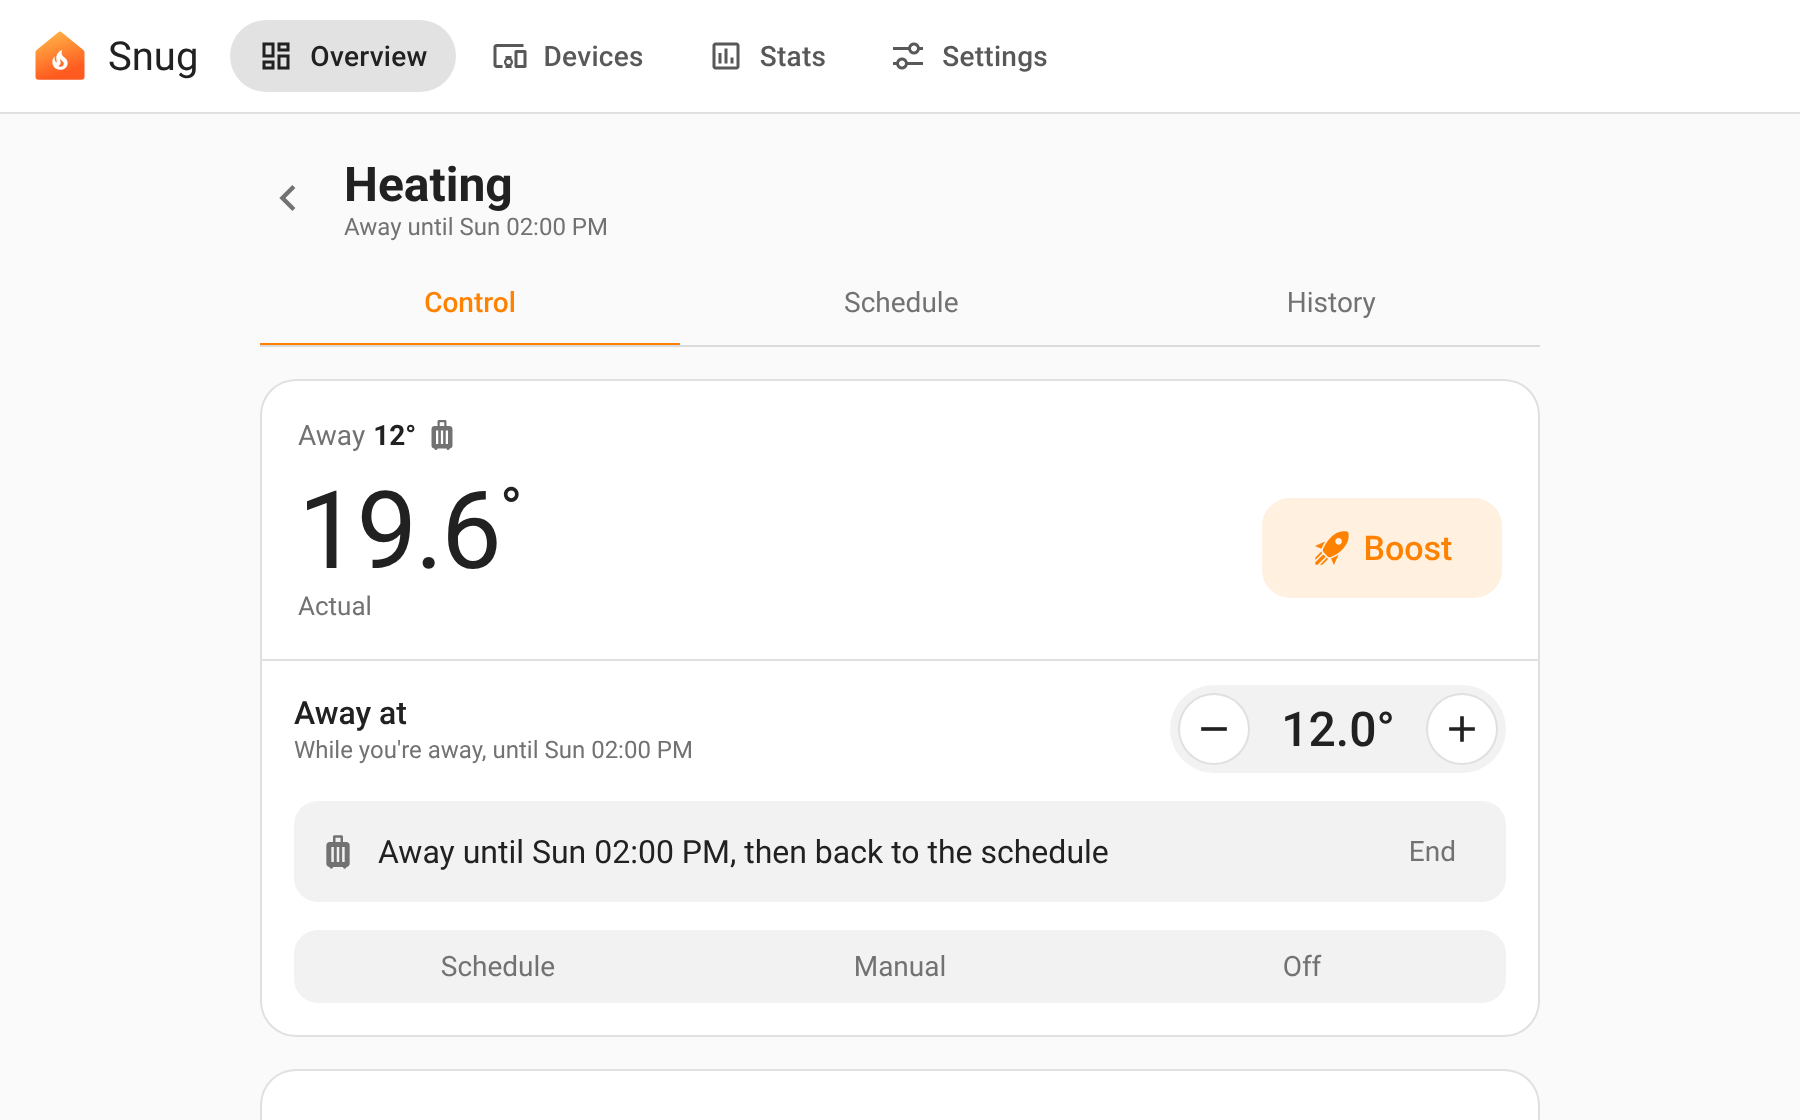 Snug
Overview
Devices
Stats
Settings
Heating
Away until Sun 02:00 PM
Control
Schedule
History
Away 12°
19.6°
Actual
Boost
Away at
While you're away, until Sun 02:00 PM
12.0°
Away until Sun 02:00 PM, then back to the schedule
End
Schedule
Manual
Off